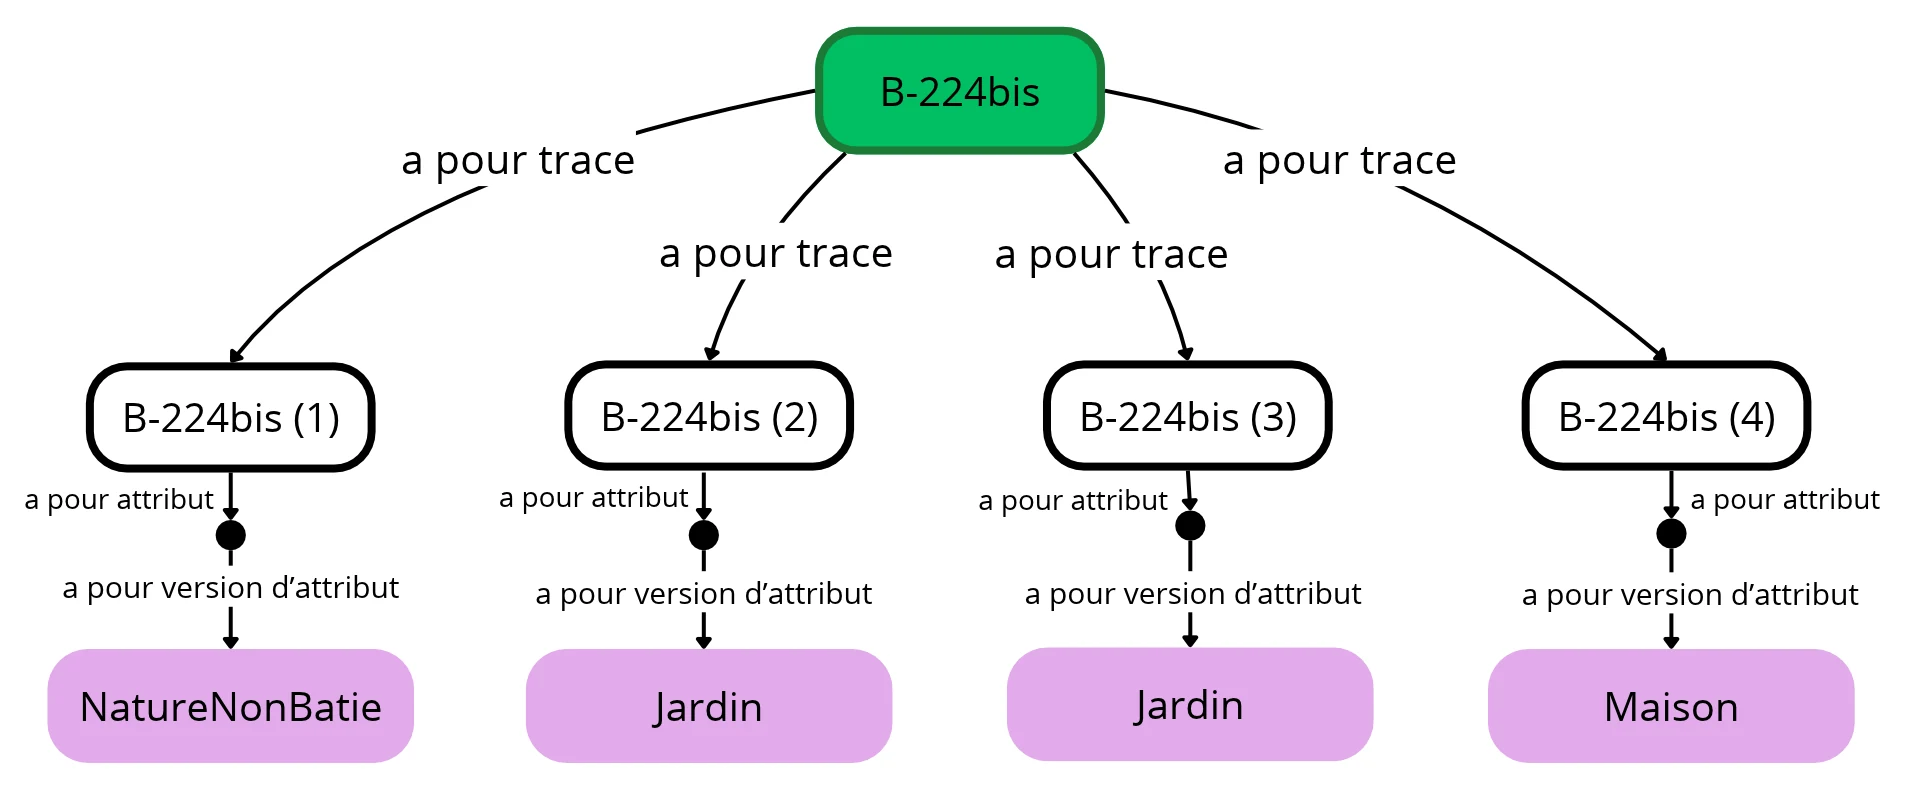 B-224bis
a pour trace
a pour trace
a pour trace
a pour trace
B-224bis (1)
B-224bis (2)
B-224bis (3)
B-224bis (4)
a pour attribut
a pour attribut
a pour attribut
a pour attribut
a pour version d’attribut
a pour version d’attribut
a pour version d’attribut
a pour version d’attribut
NatureNonBatie
Jardin
Jardin
Maison